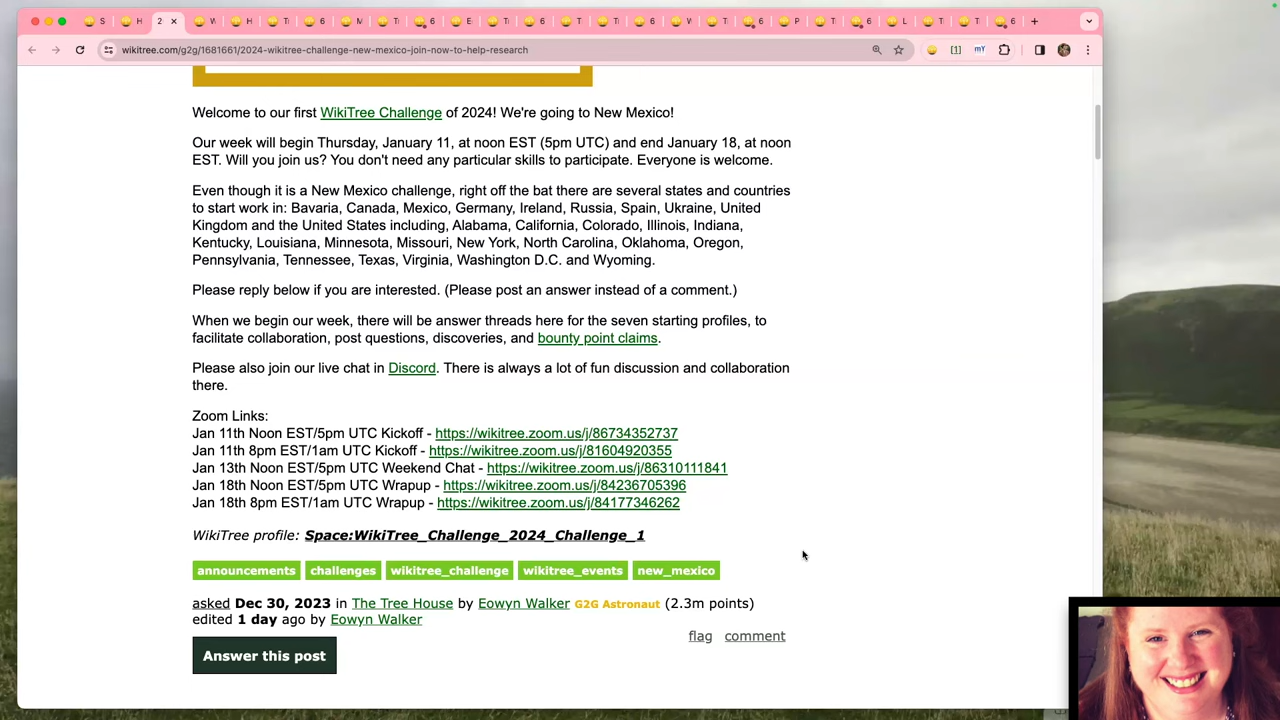 S
H
2
W
H
T
6
M
T
6
E
T
6
T
T
6
W
T
6
P
T
6
L
T
T
6
wikitree.com/g2g/1681661/2024-wikitree-challenge-new-mexico-join-now-to-help-research
[1]
mY
Welcome to our first WikiTree Challenge of 2024! We're going to New Mexico!
Our week will begin Thursday, January 11, at noon EST (5pm UTC) and end January 18, at noon
EST. Will you join us? You don't need any particular skills to participate. Everyone is welcome.
Even though it is a New Mexico challenge, right off the bat there are several states and countries
to start work in: Bavaria, Canada, Mexico, Germany, Ireland, Russia, Spain, Ukraine, United
Kingdom and the United States including, Alabama, California, Colorado, Illinois, Indiana,
Kentucky, Louisiana, Minnesota, Missouri, New York, North Carolina, Oklahoma, Oregon,
Pennsylvania, Tennessee, Texas, Virginia, Washington D.C. and Wyoming.
Please reply below if you are interested. (Please post an answer instead of a comment.)
When we begin our week, there will be answer threads here for the seven starting profiles, to
facilitate collaboration, post questions, discoveries, and bounty point claims.
Please also join our live chat in Discord. There is always a lot of fun discussion and collaboration
there.
Zoom Links:
Jan 11th Noon EST/5pm UTC Kickoff - https://wikitree.zoom.us/j/86734352737
Jan 11th 8pm EST/1am UTC Kickoff - https://wikitree.zoom.us/j/81604920355
Jan 13th Noon EST/5pm UTC Weekend Chat - https://wikitree.zoom.us/j/86310111841
Jan 18th Noon EST/5pm UTC Wrapup - https://wikitree.zoom.us/j/84236705396
Jan 18th 8pm EST/1am UTC Wrapup - https://wikitree.zoom.us/j/84177346262
WikiTree profile: Space:WikiTree_Challenge_2024_Challenge_1
announcements challenges wikitree_challenge wikitree_events new_mexico
asked Dec 30, 2023 in The Tree House by Eowyn Walker G2G Astronaut (2.3m points)
edited 1 day ago by Eowyn Walker
flag comment
Answer this post